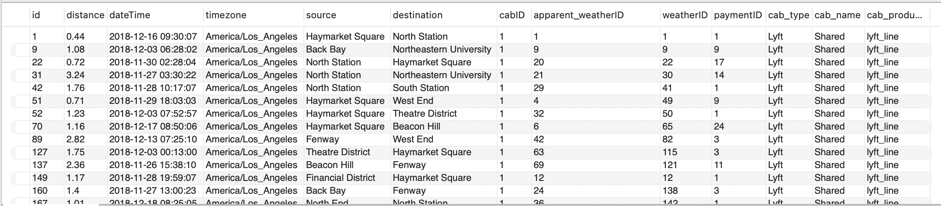 id distance dateTime timezone source destination cabID apparent_weatherID weatherID paymentID cab_type cab_name cab_produ...
1 0.44 2018-12-16 09:30:07 America/Los_Angeles Haymarket Square North Station 1 1 1 1 Lyft Shared lyft_line
9 1.08 2018-12-03 06:28:02 America/Los_Angeles Back Bay Northeastern University 1 9 9 9 Lyft Shared lyft_line
22 0.72 2018-11-30 02:28:04 America/Los_Angeles North Station Haymarket Square 1 20 22 17 Lyft Shared lyft_line
31 3.24 2018-11-27 03:30:22 America/Los_Angeles North Station Northeastern University 1 21 30 14 Lyft Shared lyft_line
42 1.76 2018-11-28 10:17:07 America/Los_Angeles North Station South Station 1 29 41 1 Lyft Shared lyft_line
51 0.71 2018-11-29 18:03:03 America/Los_Angeles Haymarket Square West End 1 4 49 9 Lyft Shared lyft_line
52 1.23 2018-12-03 07:52:57 America/Los_Angeles Haymarket Square Theatre District 1 32 50 1 Lyft Shared lyft_line
70 1.16 2018-12-17 08:50:06 America/Los_Angeles Haymarket Square Beacon Hill 1 6 65 24 Lyft Shared lyft_line
89 2.82 2018-12-13 07:25:10 America/Los_Angeles Fenway West End 1 42 82 3 Lyft Shared lyft_line
127 1.75 2018-12-03 00:13:00 America/Los_Angeles Theatre District Haymarket Square 1 63 115 3 Lyft Shared lyft_line
137 2.36 2018-11-26 15:38:10 America/Los_Angeles Beacon Hill Fenway 1 69 121 11 Lyft Shared lyft_line
149 1.17 2018-11-28 19:59:07 America/Los_Angeles Financial District Haymarket Square 1 12 12 1 Lyft Shared lyft_line
160 1.4 2018-11-27 13:00:23 America/Los_Angeles Back Bay Fenway 1 24 138 3 Lyft Shared lyft_line
167 1.01 2018-12-18 08:25:05 America/Los_Angeles North End North Station 1 36 142 1 Lyft Shared lyft_line